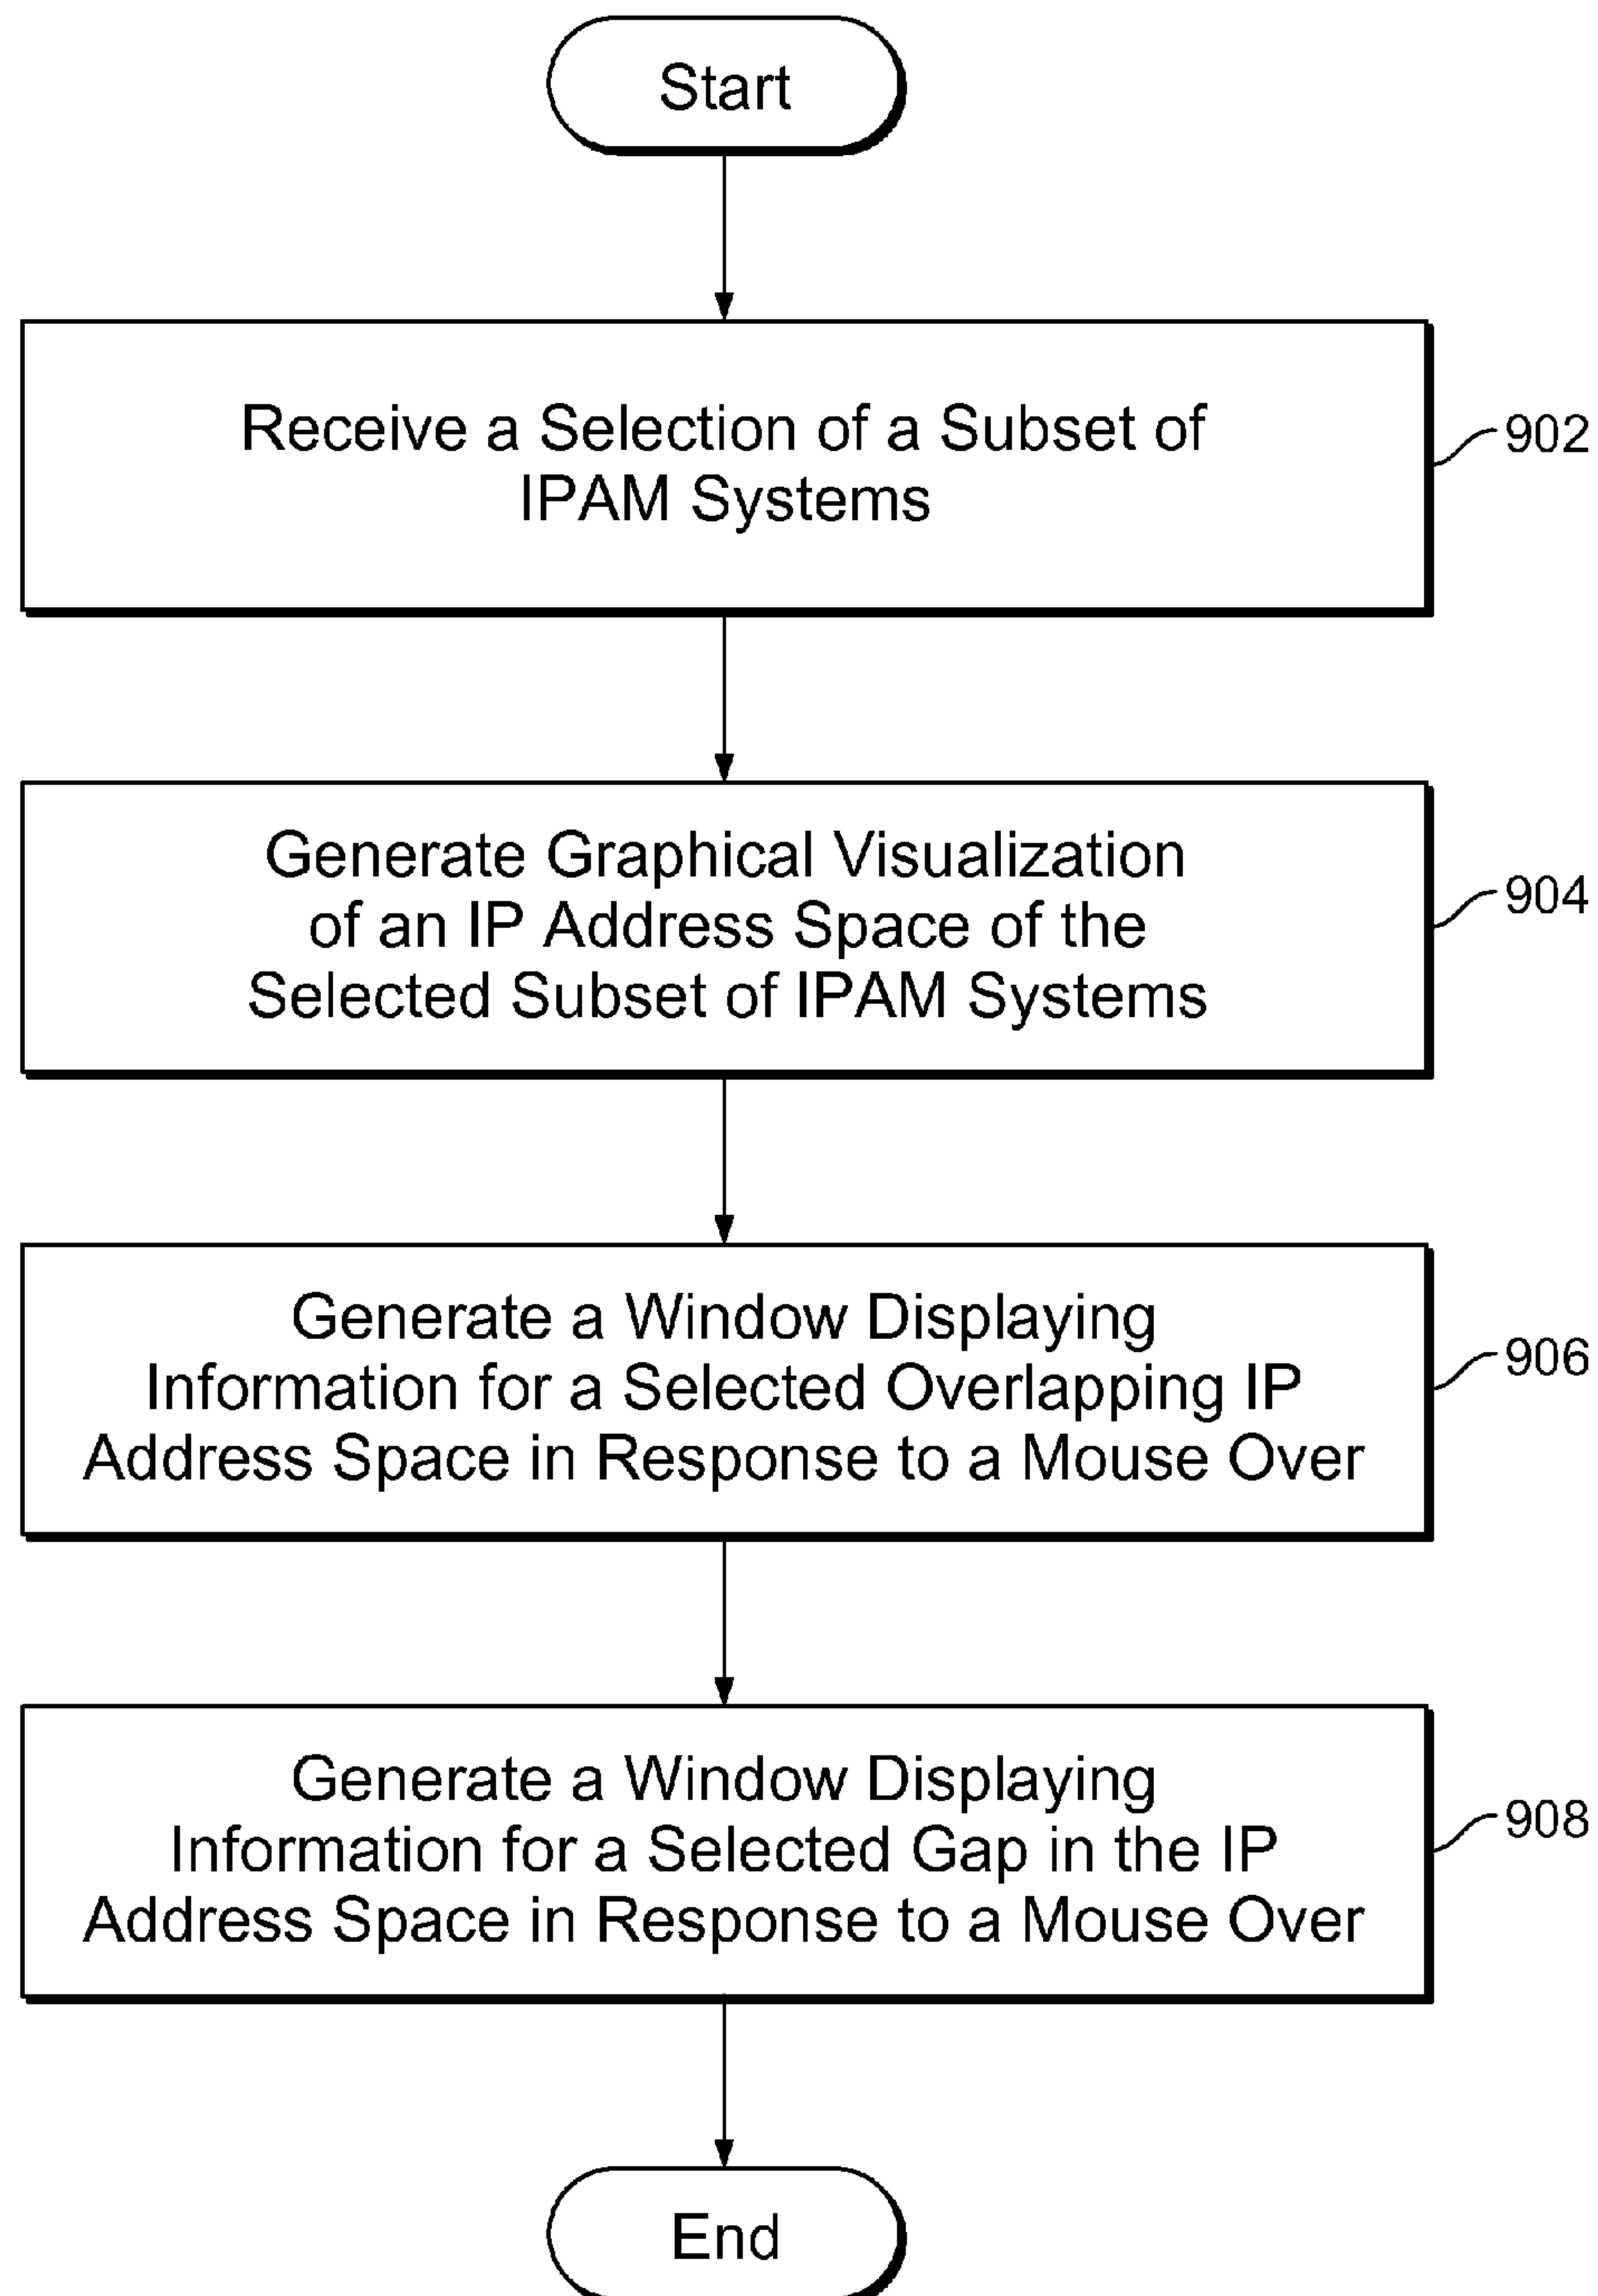 Start
Receive a Selection of a Subset of
IPAM Systems
902
Generate Graphical Visualization
of an IP Address Space of the
Selected Subset of IPAM Systems
904
Generate a Window Displaying
Information for a Selected Overlapping IP
Address Space in Response to a Mouse Over
906
Generate a Window Displaying
Information for a Selected Gap in the IP
Address Space in Response to a Mouse Over
908
End